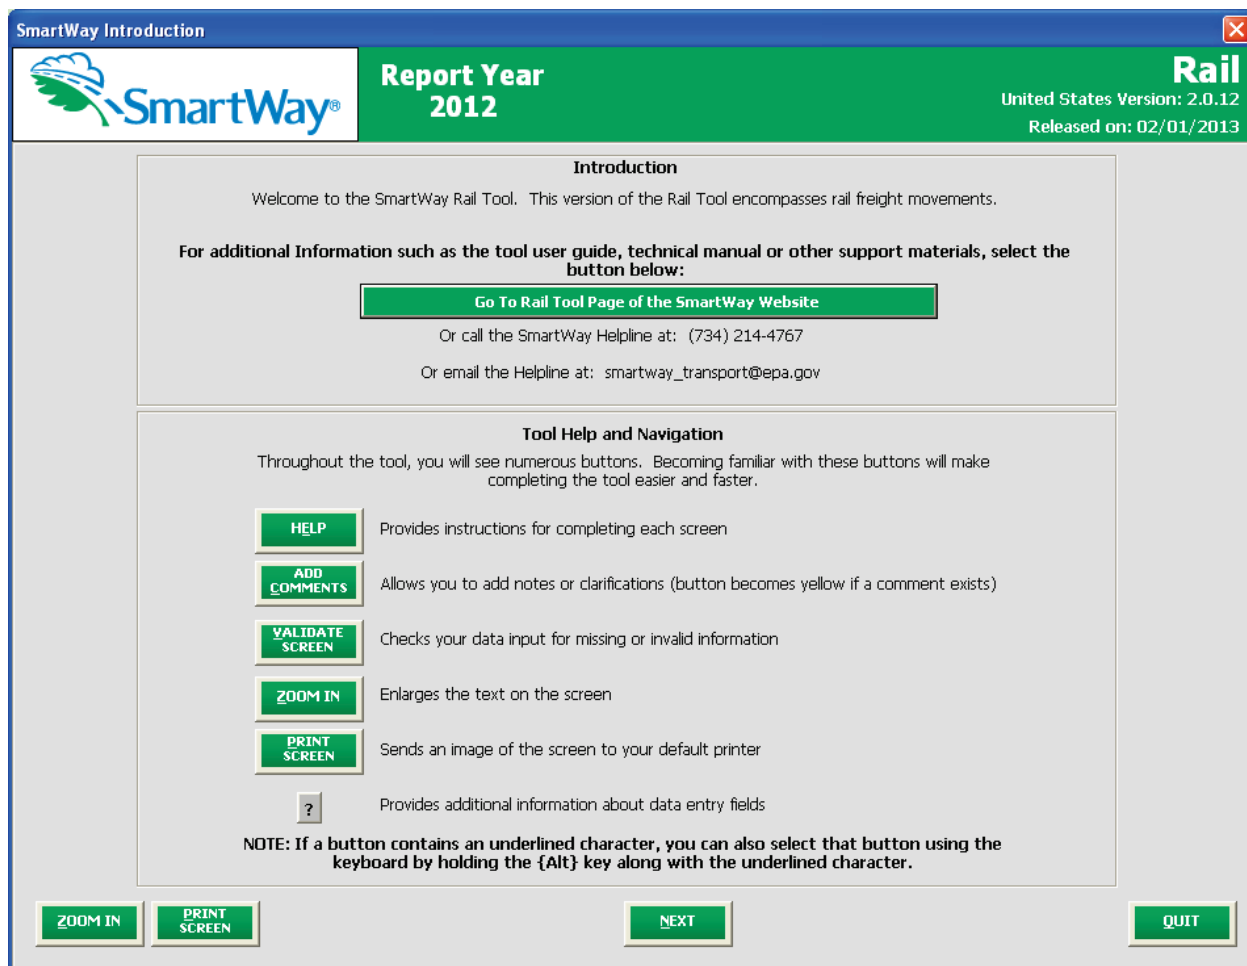 SmartWay Introduction
SmartWay®
Report Year
2012
Rail
United States Version: 2.0.12
Released on: 02/01/2013
Introduction
Welcome to the SmartWay Rail Tool. This version of the Rail Tool encompasses rail freight movements.
For additional Information such as the tool user guide, technical manual or other support materials, select the
button below:
Go To Rail Tool Page of the SmartWay Website
Or call the SmartWay Helpline at: (734) 214-4767
Or email the Helpline at: smartway_transport@epa.gov
Tool Help and Navigation
Throughout the tool, you will see numerous buttons. Becoming familiar with these buttons will make
completing the tool easier and faster.
HELP
Provides instructions for completing each screen
ADD
COMMENTS
Allows you to add notes or clarifications (button becomes yellow if a comment exists)
VALIDATE
SCREEN
Checks your data input for missing or invalid information
ZOOM IN
Enlarges the text on the screen
PRINT
SCREEN
Sends an image of the screen to your default printer
?
Provides additional information about data entry fields
NOTE: If a button contains an underlined character, you can also select that button using the
keyboard by holding the {Alt} key along with the underlined character.
ZOOM IN
PRINT
SCREEN
NEXT
QUIT